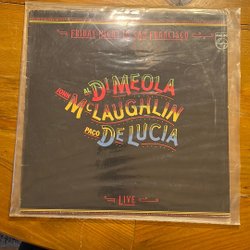 FRIDAY NIGHT IN SAN FRANCISCO
AL DI MEOLA
JOHN McLAUGHLIN
PACO DE LUCIA
LIVE